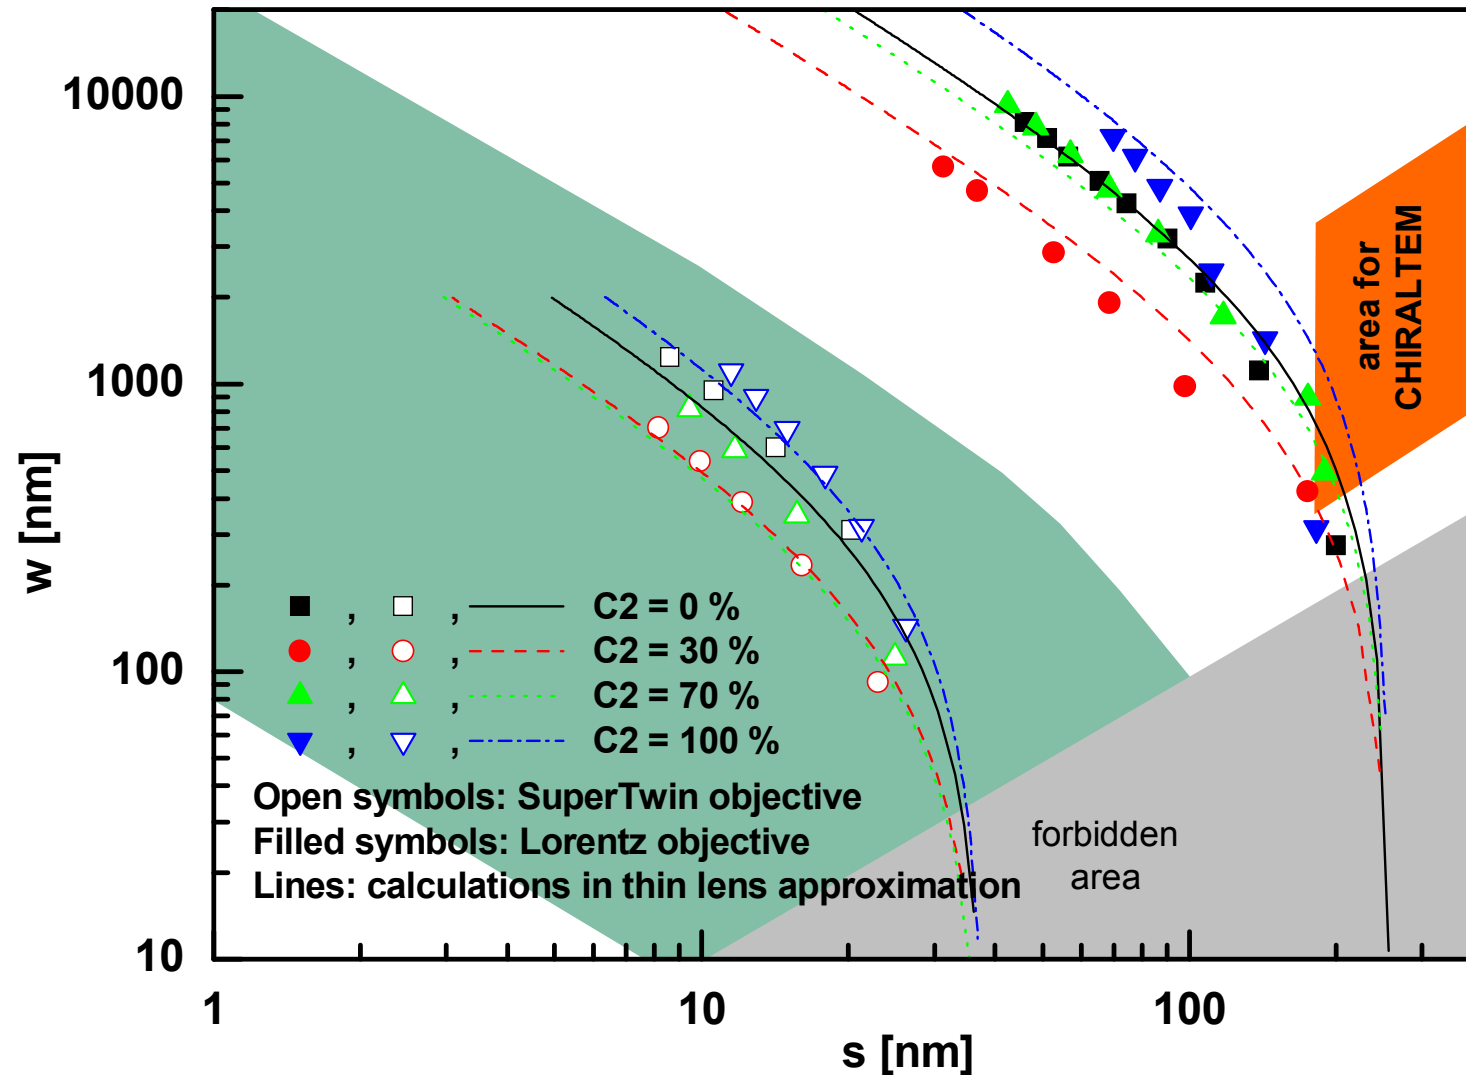 10000
1000
100
10
w [nm]
1
10
100
s [nm]
area for
CHIRALTEM
forbidden
area
, , C2 = 0 %
, , C2 = 30 %
, , C2 = 70 %
, , C2 = 100 %
Open symbols: SuperTwin objective
Filled symbols: Lorentz objective
Lines: calculations in thin lens approximation